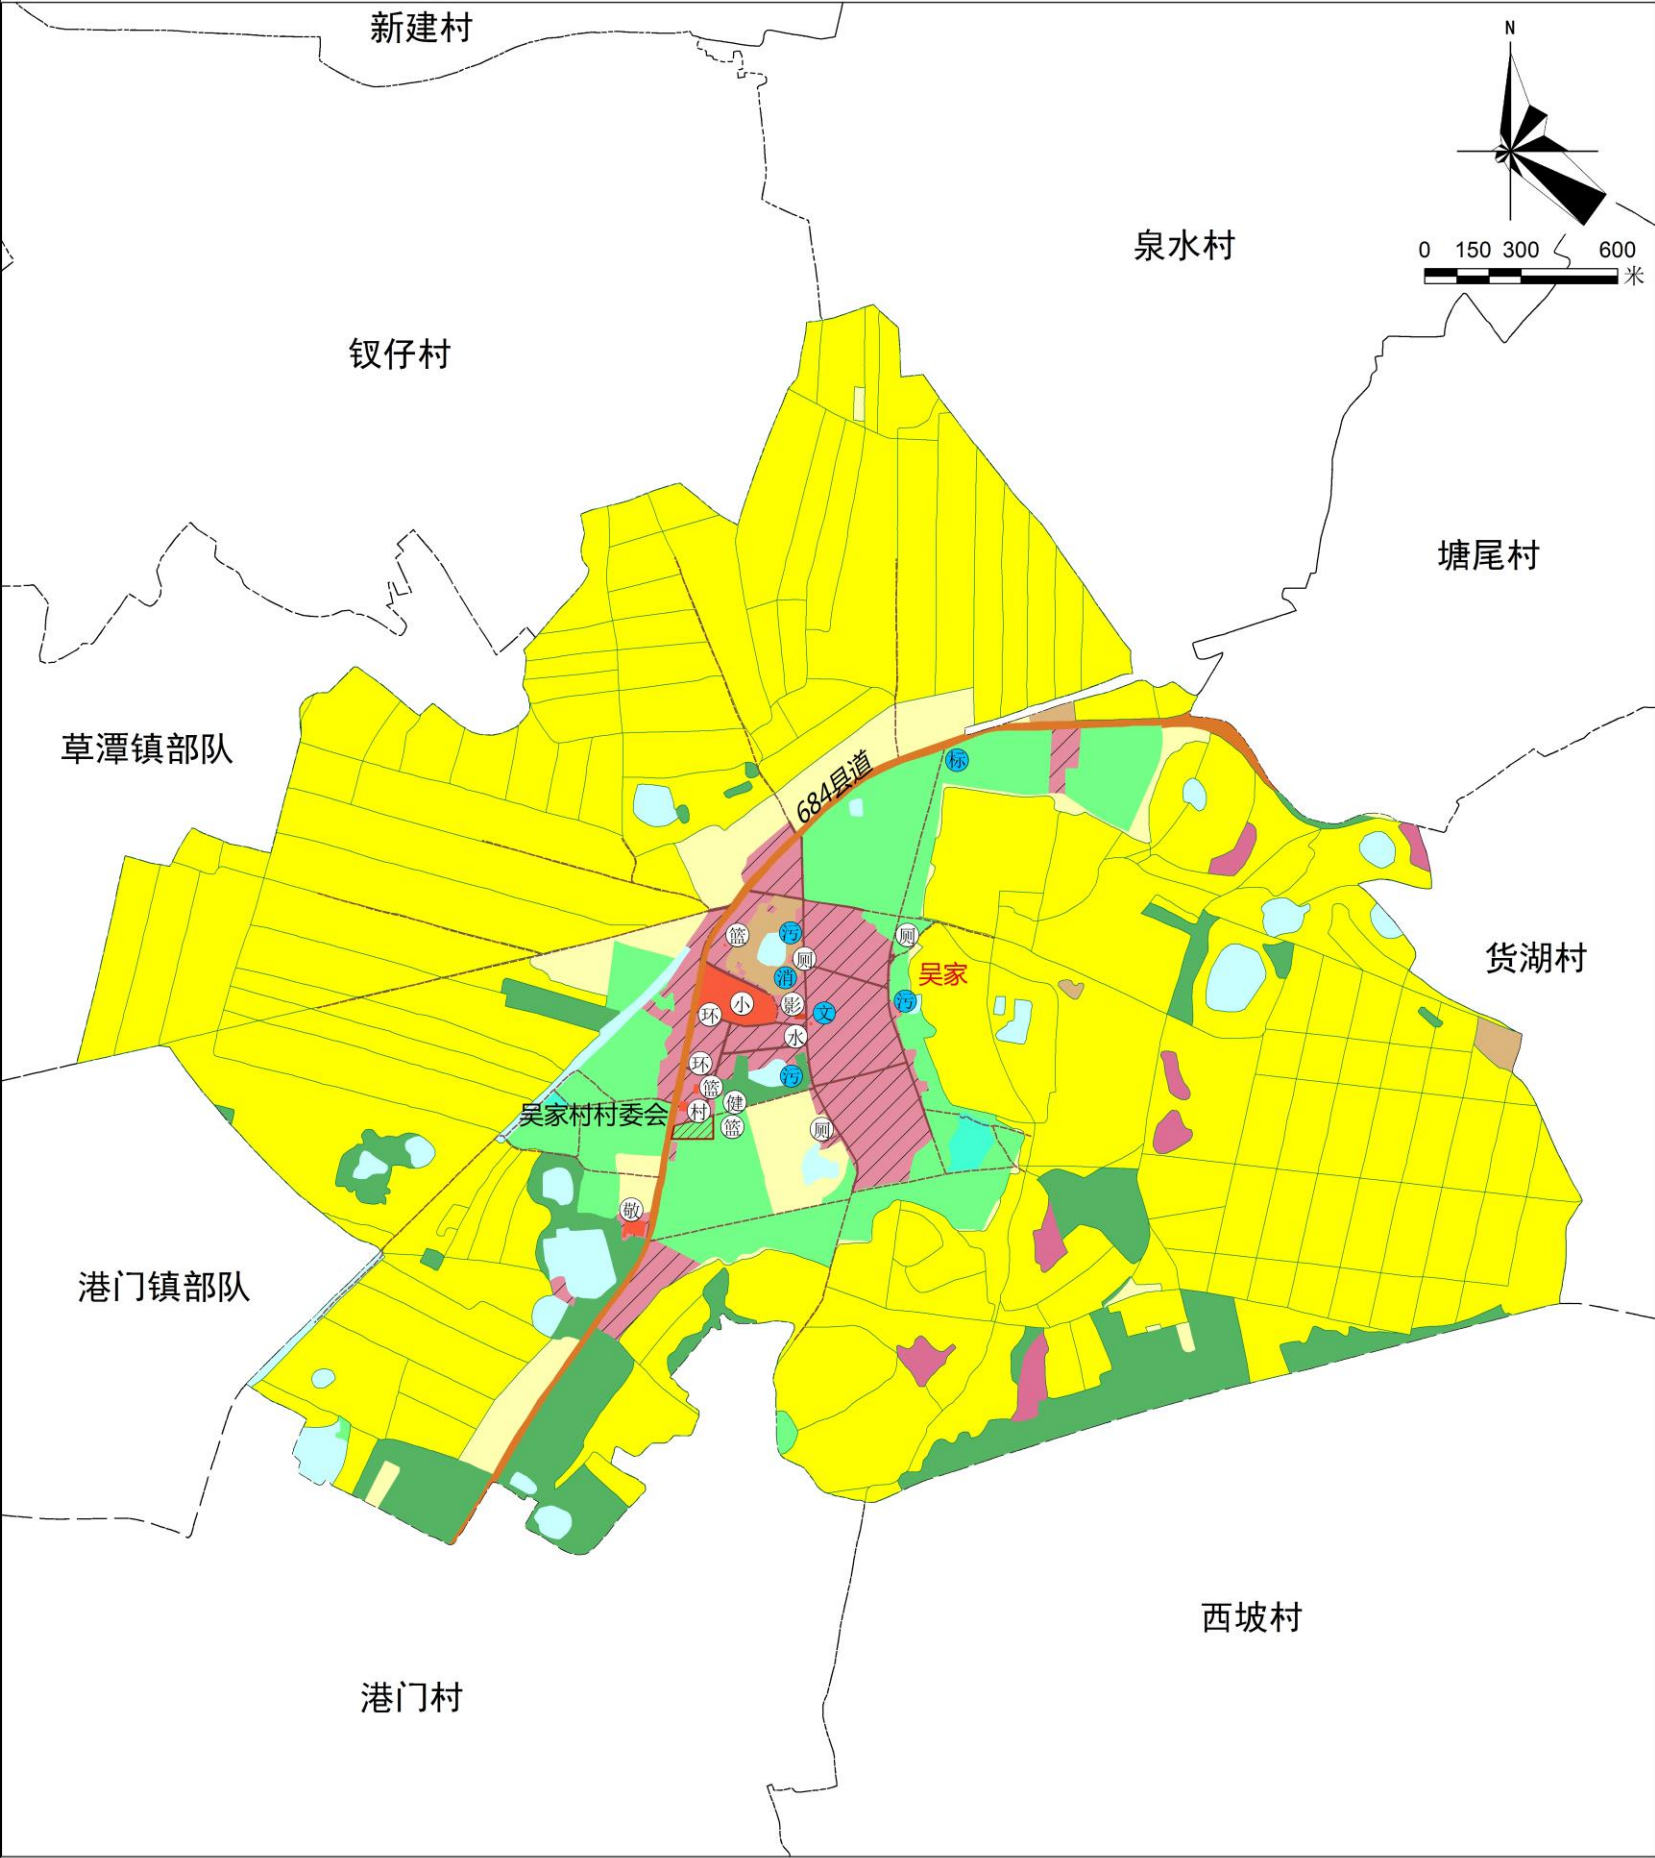 新建村
N
泉水村
0 150 300 600
米
钗仔村
塘尾村
草潭镇部队
684县道
标
货湖村
篮
污
厕
厕
吴家
消
小
影
污
环
文
水
环
污
篮
健
村
吴家村村委会
篮
厕
敬
港门镇部队
西坡村
港门村